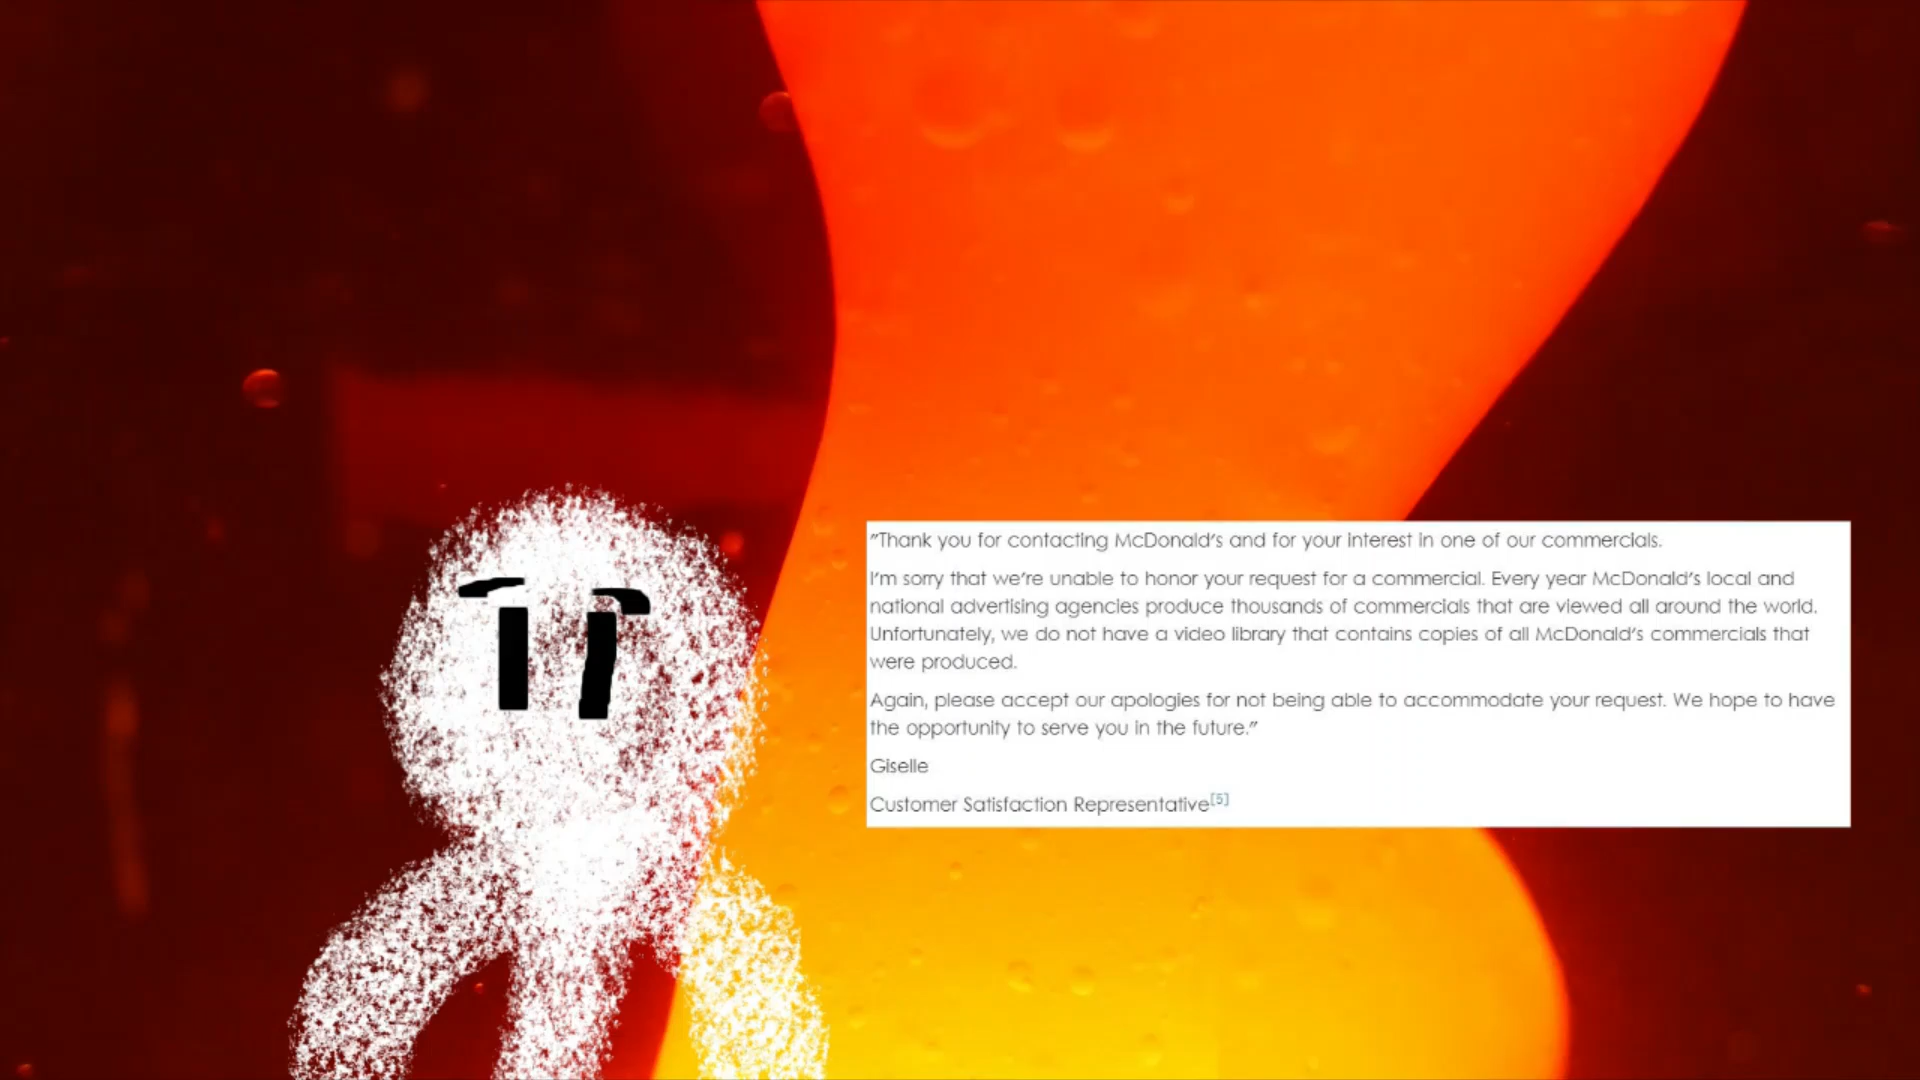 "Thank you for contacting McDonald's and for your interest in one of our commercials.
I'm sorry that we're unable to honor your request for a commercial. Every year McDonald's local and
national advertising agencies produce thousands of commercials that are viewed all around the world.
Unfortunately, we do not have a video library that contains copies of all McDonald's commercials that
were produced.
Again, please accept our apologies for not being able to accommodate your request. We hope to have
the opportunity to serve you in the future."
Giselle
Customer Satisfaction Representative[5]